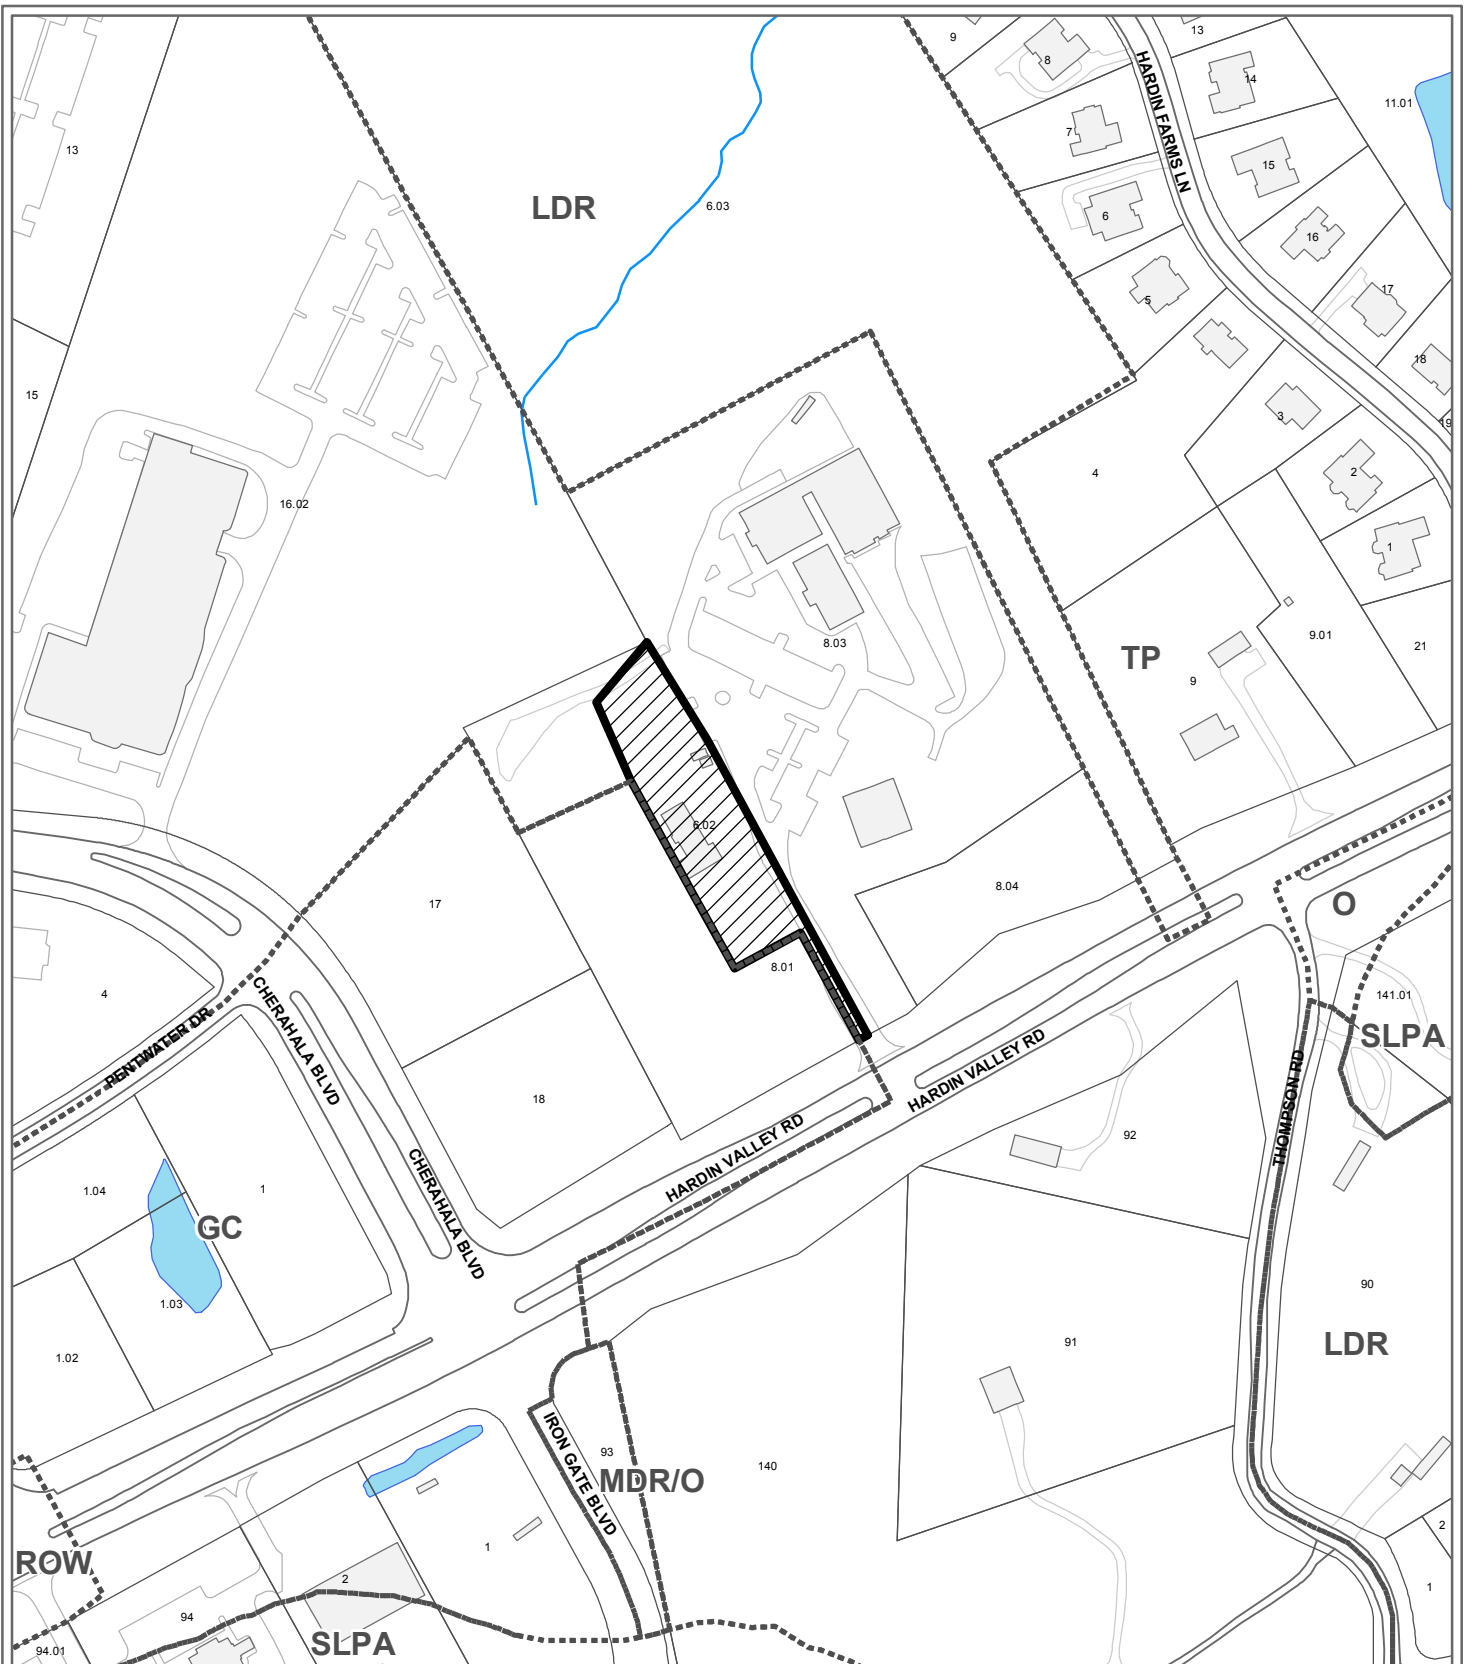 9
13
8
14
HARDIN FARMS LN
11.01
7
13
15
LDR
6.03
6
16
5
17
18
15
3
19
4
2
16.02
1
8.03
9.01
21
TP
9
6.02
8.04
17
O
8.01
4
141.01
CHERAHALA BLVD
PENTWATER DR
SLPA
HARDIN VALLEY RD
HARDIN VALLEY RD
18
92
THOMPSON RD
1.04
1
CHERAHALA BLVD
GC
90
1.03
91
LDR
1.02
IRON GATE BLVD
93
140
MDR/O
2
1
ROW
2
1
94
SLPA
94.01